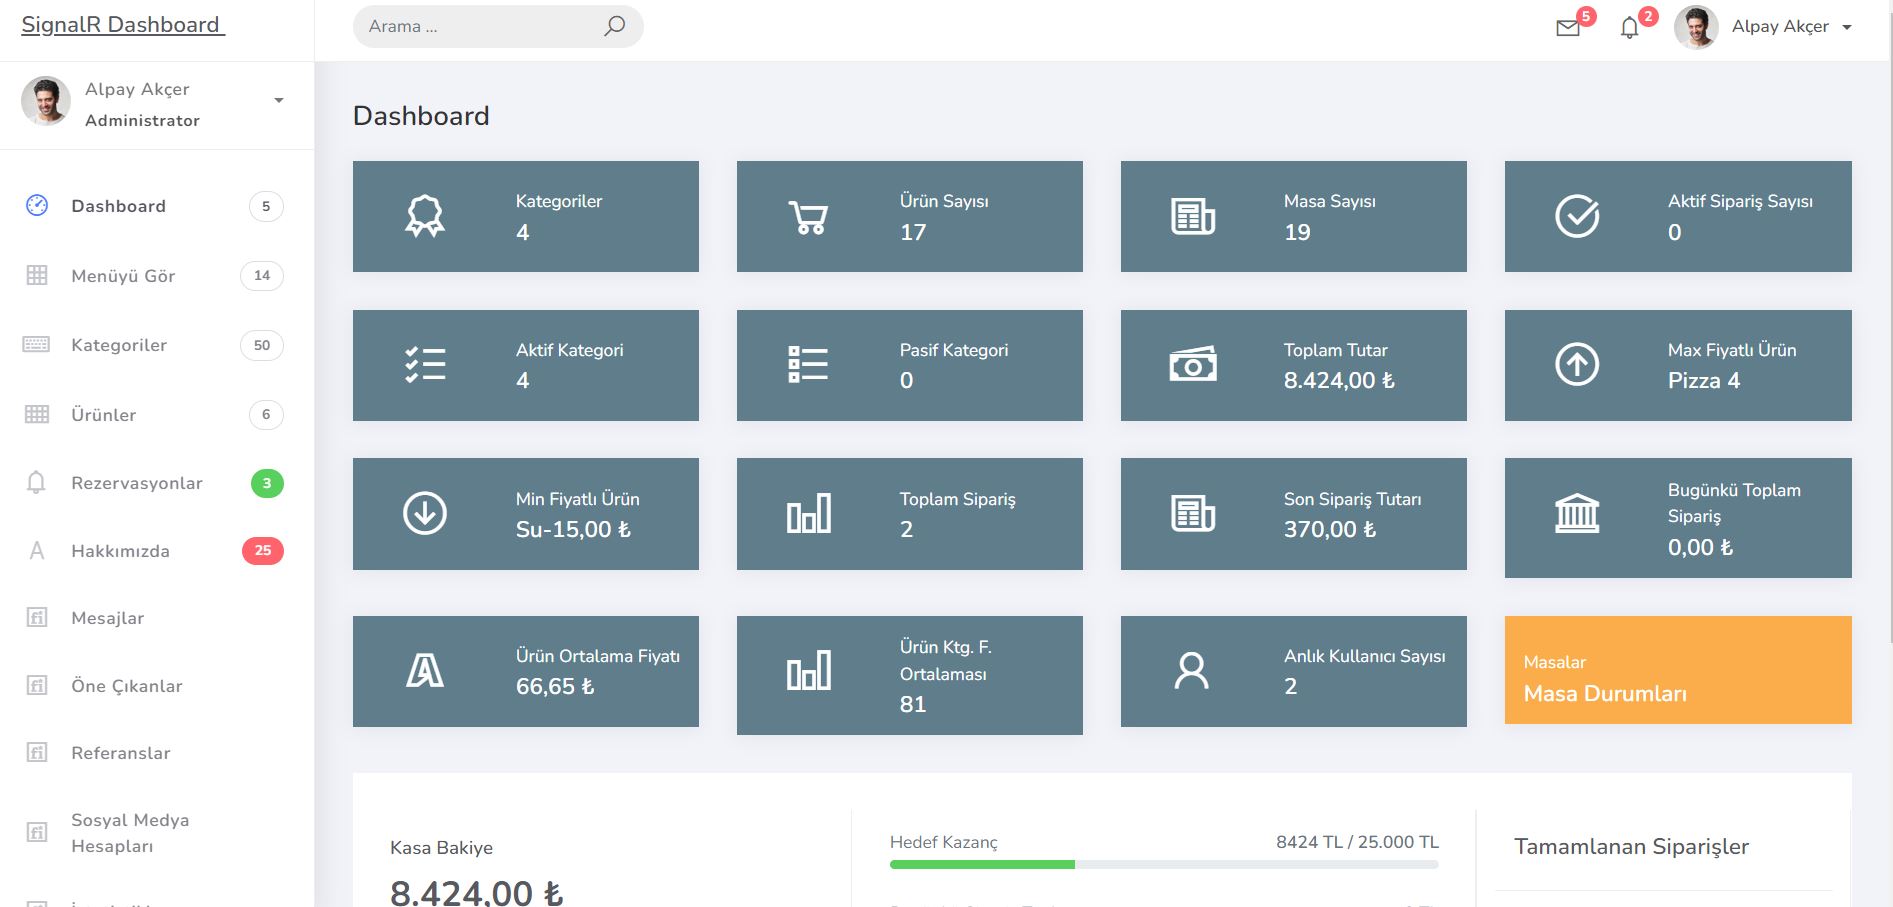 SignalR Dashboard
Arama ...
5
2
Alpay Akçer
Alpay Akçer
Administrator
Dashboard 5
Menüyü Gör 14
Kategoriler 50
Ürünler 6
Rezervasyonlar 3
Hakkımızda 25
Mesajlar
Öne Çıkanlar
Referanslar
Sosyal Medya
Hesapları
Dashboard
Kategoriler
4
Ürün Sayısı
17
Masa Sayısı
19
Aktif Sipariş Sayısı
0
Aktif Kategori
4
Pasif Kategori
0
Toplam Tutar
8.424,00 ₺
Max Fiyatlı Ürün
Pizza 4
Min Fiyatlı Ürün
Su-15,00 ₺
Toplam Sipariş
2
Son Sipariş Tutarı
370,00 ₺
Bugünkü Toplam
Sipariş
0,00 ₺
Ürün Ortalama Fiyatı
66,65 ₺
Ürün Ktg. F.
Ortalaması
81
Anlık Kullanıcı Sayısı
2
Masalar
Masa Durumları
Kasa Bakiye
8.424,00 ₺
Hedef Kazanç 8424 TL / 25.000 TL
Tamamlanan Siparişler